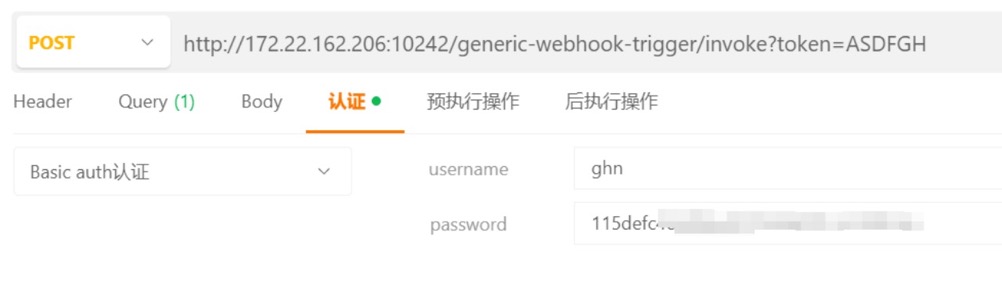 POST http://172.22.162.206:10242/generic-webhook-trigger/invoke?token=ASDFGH
Header Query (1) Body 认证 预执行操作 后执行操作
Basic auth认证 username ghn
password 115defc4